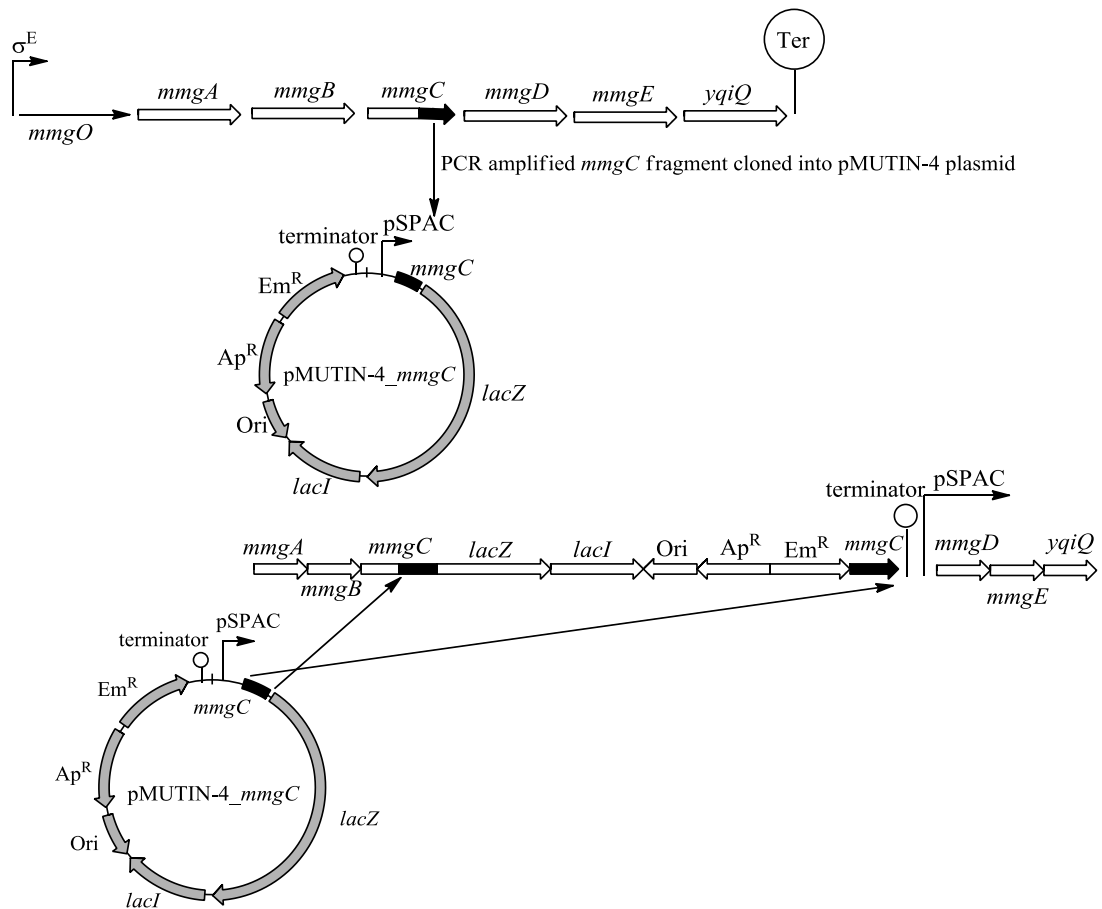 σE
Ter
mmgA mmgB mmgC mmgD mmgE yqiQ
mmgO
PCR amplified mmgC fragment cloned into pMUTIN-4 plasmid
pSPAC
terminator
mmgC
EmR
ApR
pMUTIN-4_mmgC
lacZ
Ori
lacI
pSPAC
terminator
mmgA mmgC lacZ lacI Ori ApR EmR mmgC mmgD yqiQ
mmgB mmgE
pSPAC
terminator
EmR
mmgC
ApR
pMUTIN-4_mmgC
lacZ
Ori
lacI